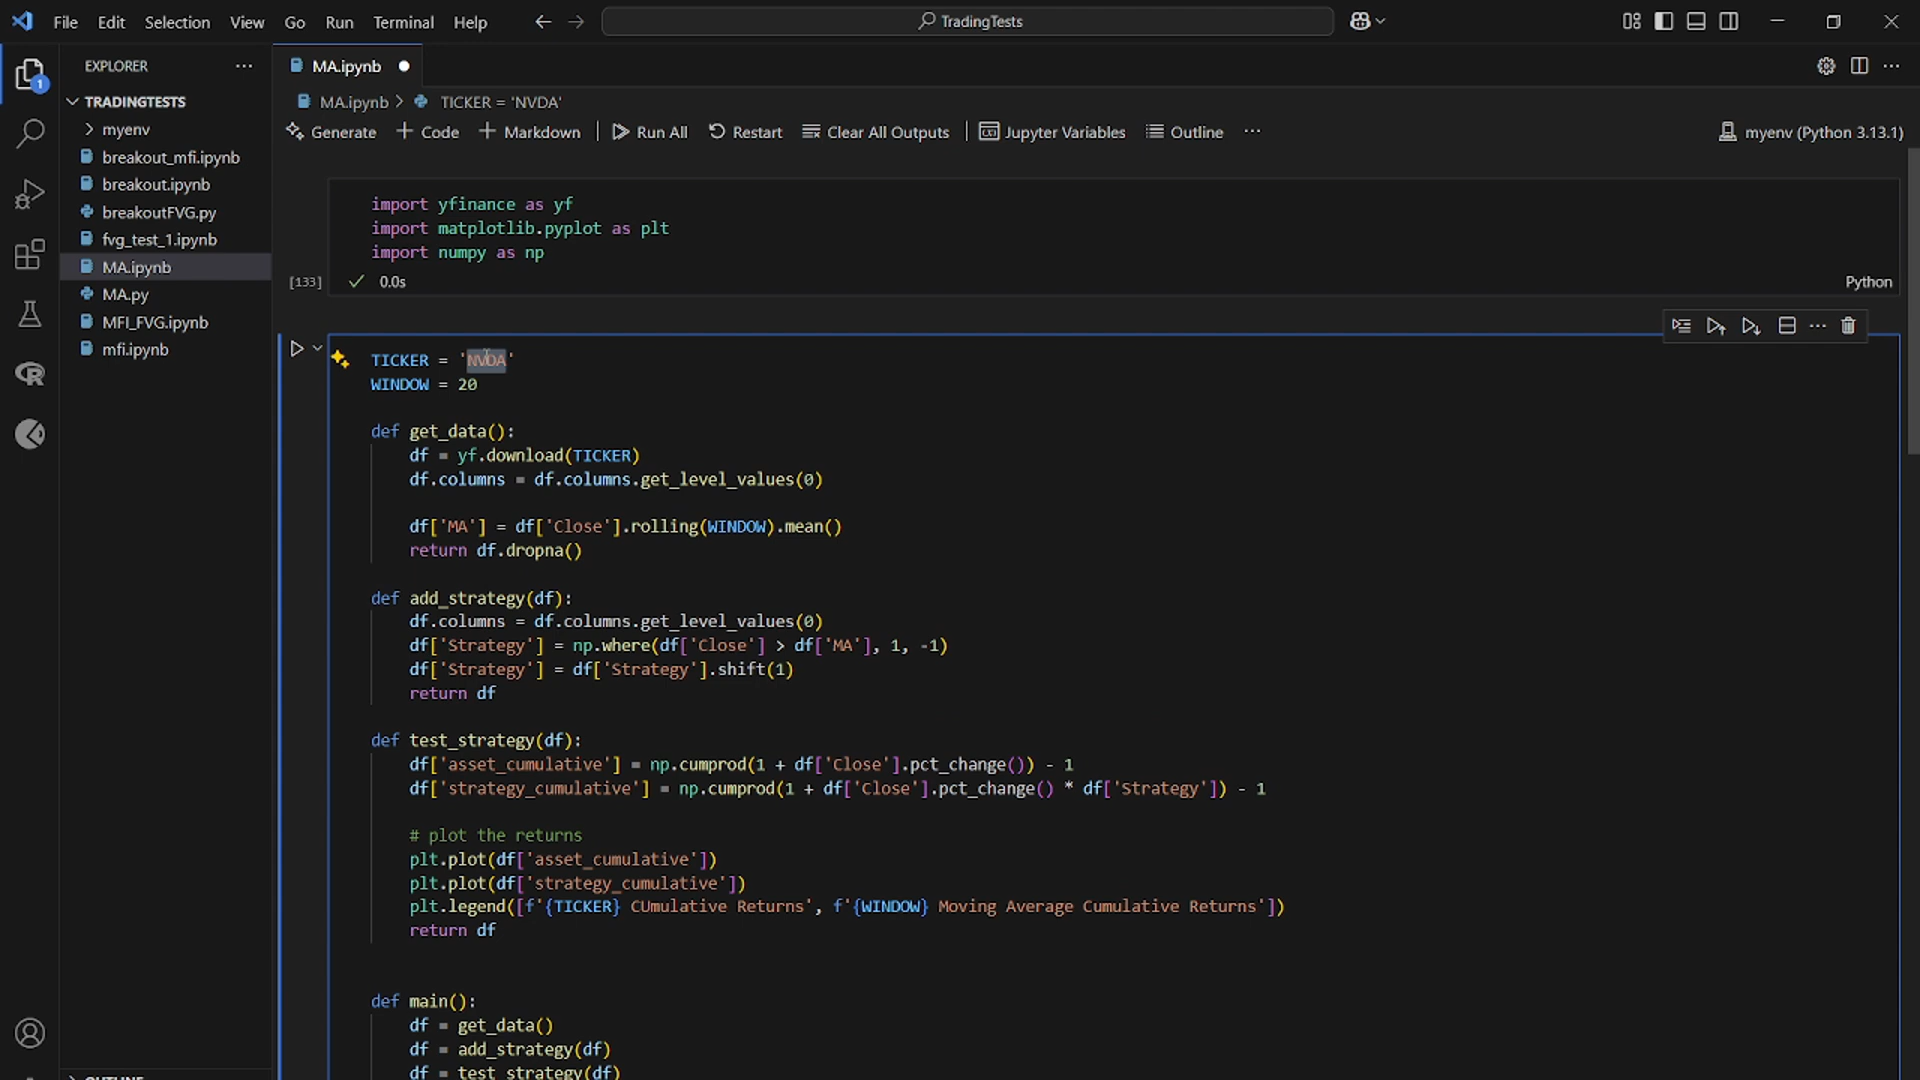 File Edit Selection View Go Run Terminal Help
TradingTests
EXPLORER
TRADINGTESTS
myenv
breakout_mfi.ipynb
breakout.ipynb
breakoutFVG.py
fvg_test_1.ipynb
MA.ipynb
MA.py
MFI_FVG.ipynb
mfi.ipynb
1
MA.ipynb
MA.ipynb > TICKER = 'NVDA'
Generate + Code + Markdown Run All Restart Clear All Outputs Jupyter Variables Outline ... myenv (Python 3.13.1)
import yfinance as yf
import matplotlib.pyplot as plt
import numpy as np
[133] ✓ 0.0s Python
TICKER = 'NVDA'
WINDOW = 20
def get_data():
df = yf.download(TICKER)
df.columns = df.columns.get_level_values(0)
df['MA'] = df['Close'].rolling(WINDOW).mean()
return df.dropna()
def add_strategy(df):
df.columns = df.columns.get_level_values(0)
df['Strategy'] = np.where(df['Close'] > df['MA'], 1, -1)
df['Strategy'] = df['Strategy'].shift(1)
return df
def test_strategy(df):
df['asset_cumulative'] = np.cumprod(1 + df['Close'].pct_change()) - 1
df['strategy_cumulative'] = np.cumprod(1 + df['Close'].pct_change() * df['Strategy']) - 1
# plot the returns
plt.plot(df['asset_cumulative'])
plt.plot(df['strategy_cumulative'])
plt.legend([f'{TICKER} CUmulative Returns', f'{WINDOW} Moving Average Cumulative Returns'])
return df
def main():
df = get_data()
df = add_strategy(df)
df = test_strategy(df)
OUTLINE